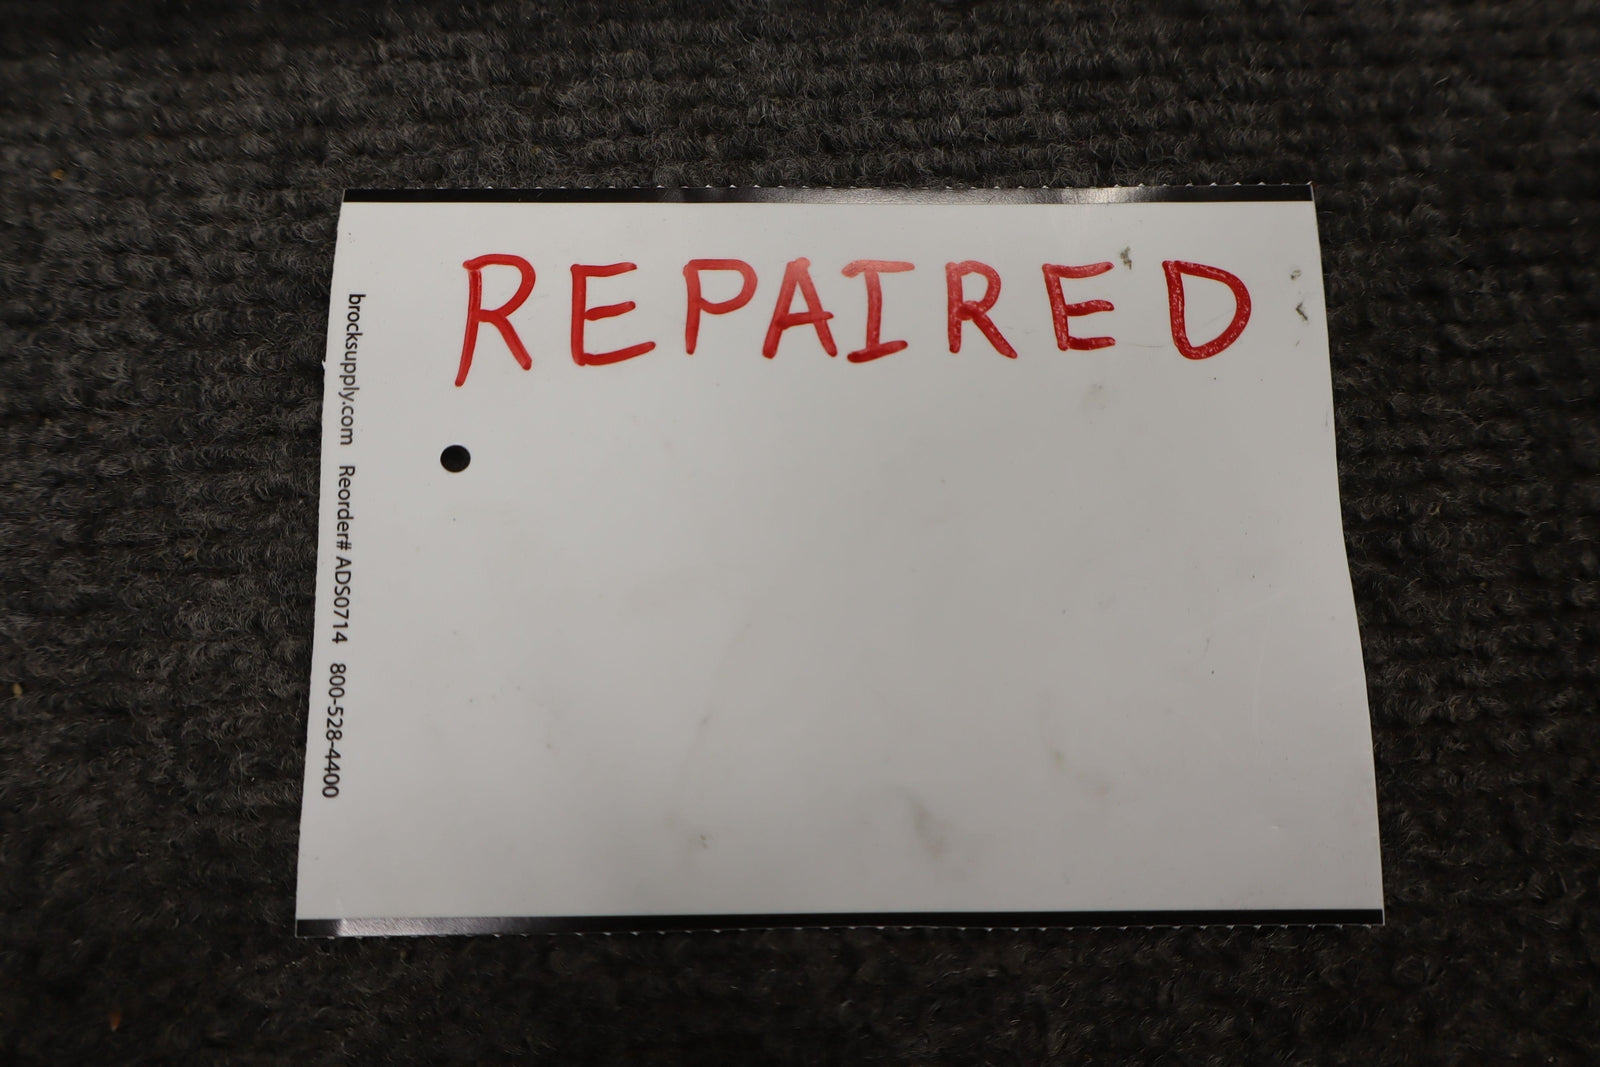 REPAIRED
brocksupply.com Reorder# ADS0714 800-528-4400